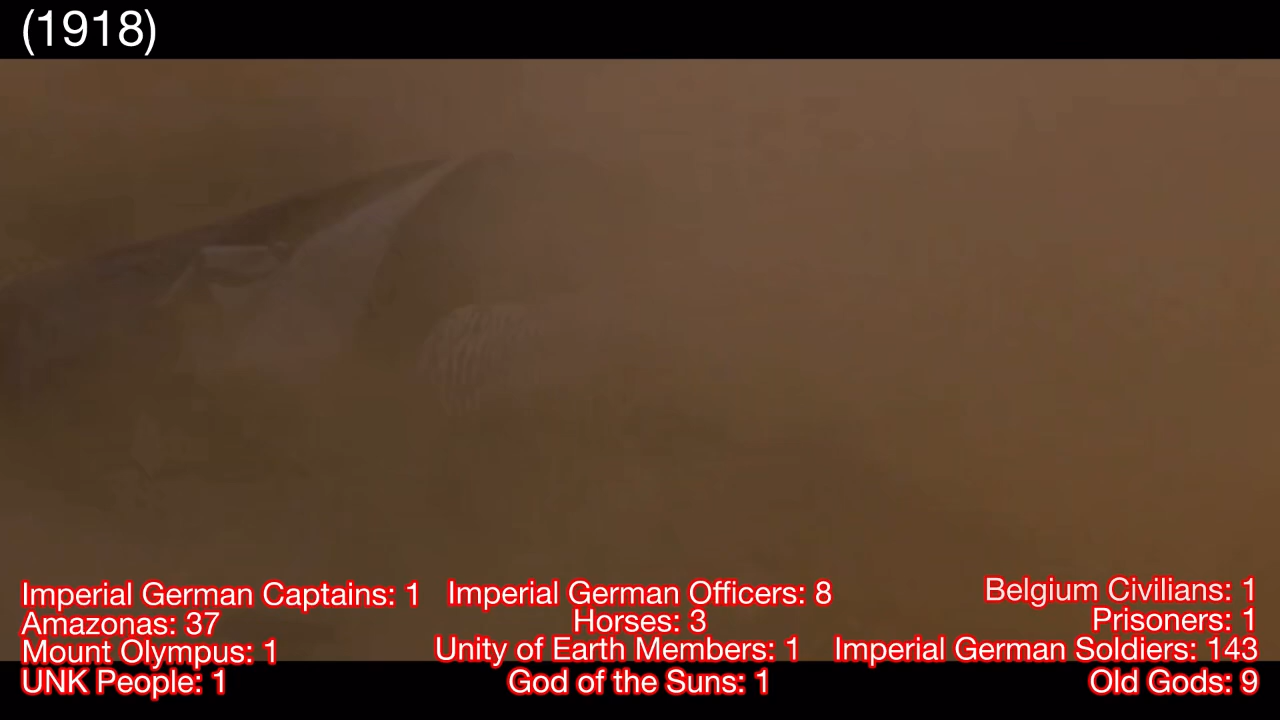 (1918)
Imperial German Captains: 1
Amazonas: 37
Mount Olympus: 1
UNK People: 1
Imperial German Officers: 8
Horses: 3
Unity of Earth Members: 1
God of the Suns: 1
Belgium Civilians: 1
Prisoners: 1
Imperial German Soldiers: 143
Old Gods: 9